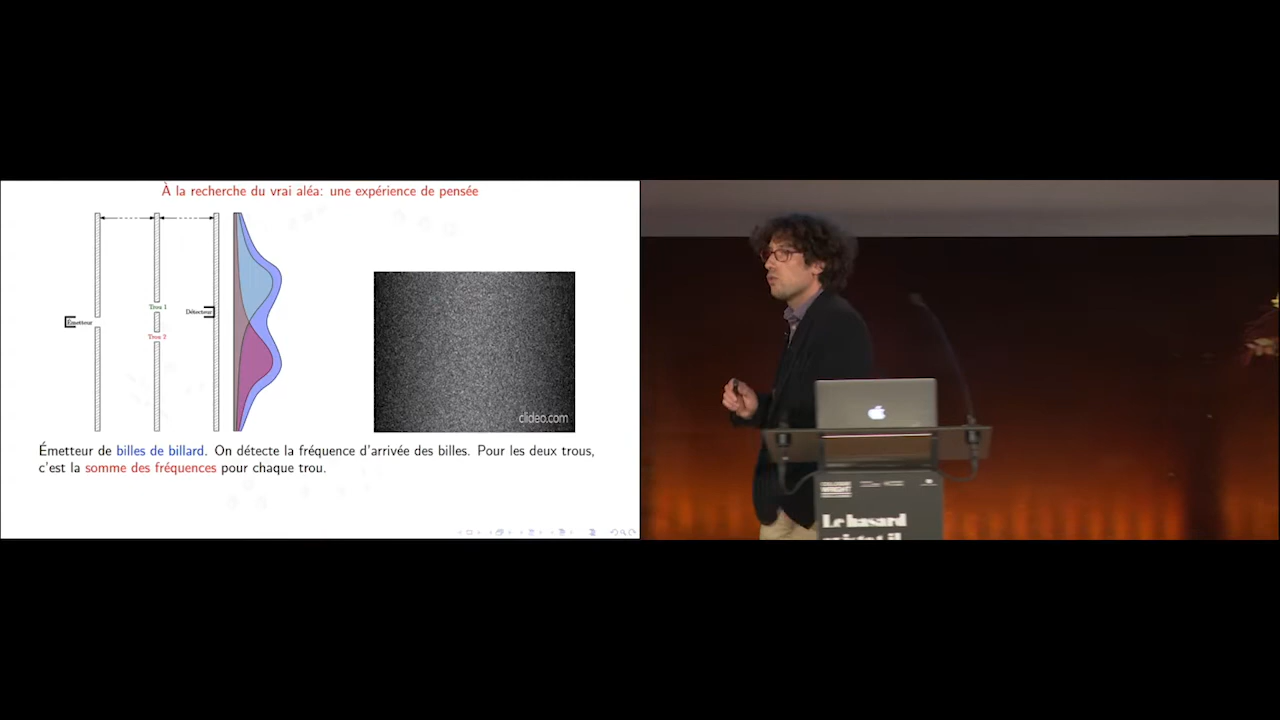 À la recherche du vrai aléa: une expérience de pensée
Trou 1
Détecteur
Émetteur
Trou 2
clideo.com
Émetteur de billes de billard. On détecte la fréquence d'arrivée des billes. Pour les deux trous,
c'est la somme des fréquences pour chaque trou.
Le hasard